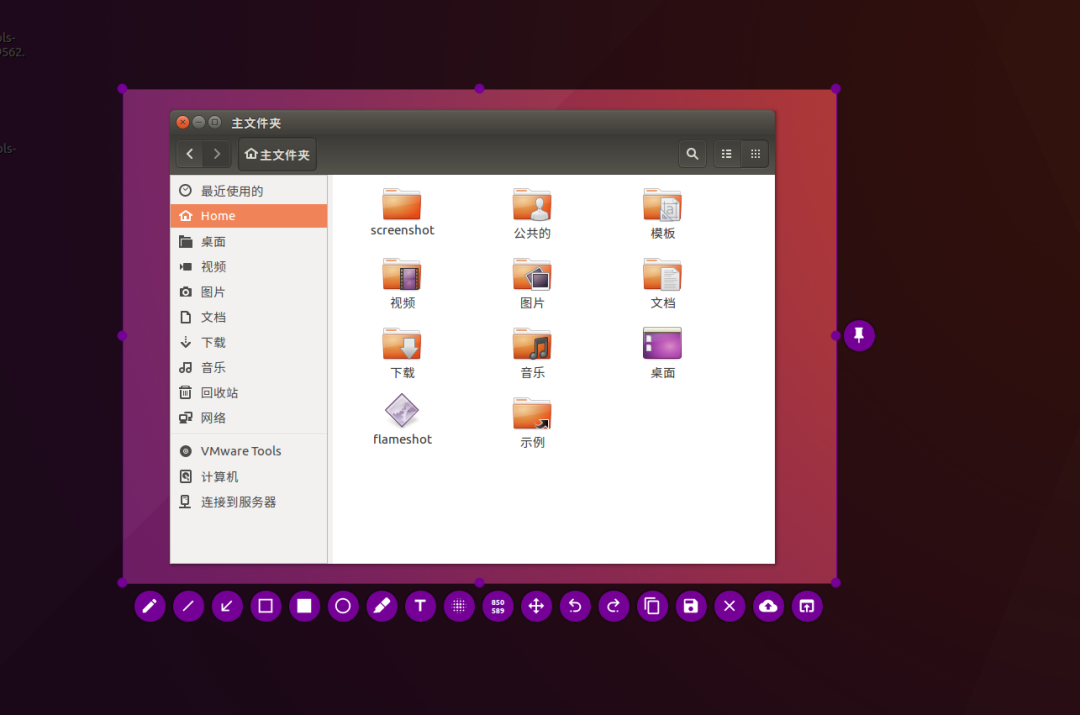 ols-
9562.
ols-
主文件夹
主文件夹
最近使用的
Home
桌面
视频
图片
文档
下载
音乐
回收站
网络
VMware Tools
计算机
连接到服务器
screenshot
公共的
模板
视频
图片
文档
下载
音乐
桌面
flameshot
示例
T
850
589